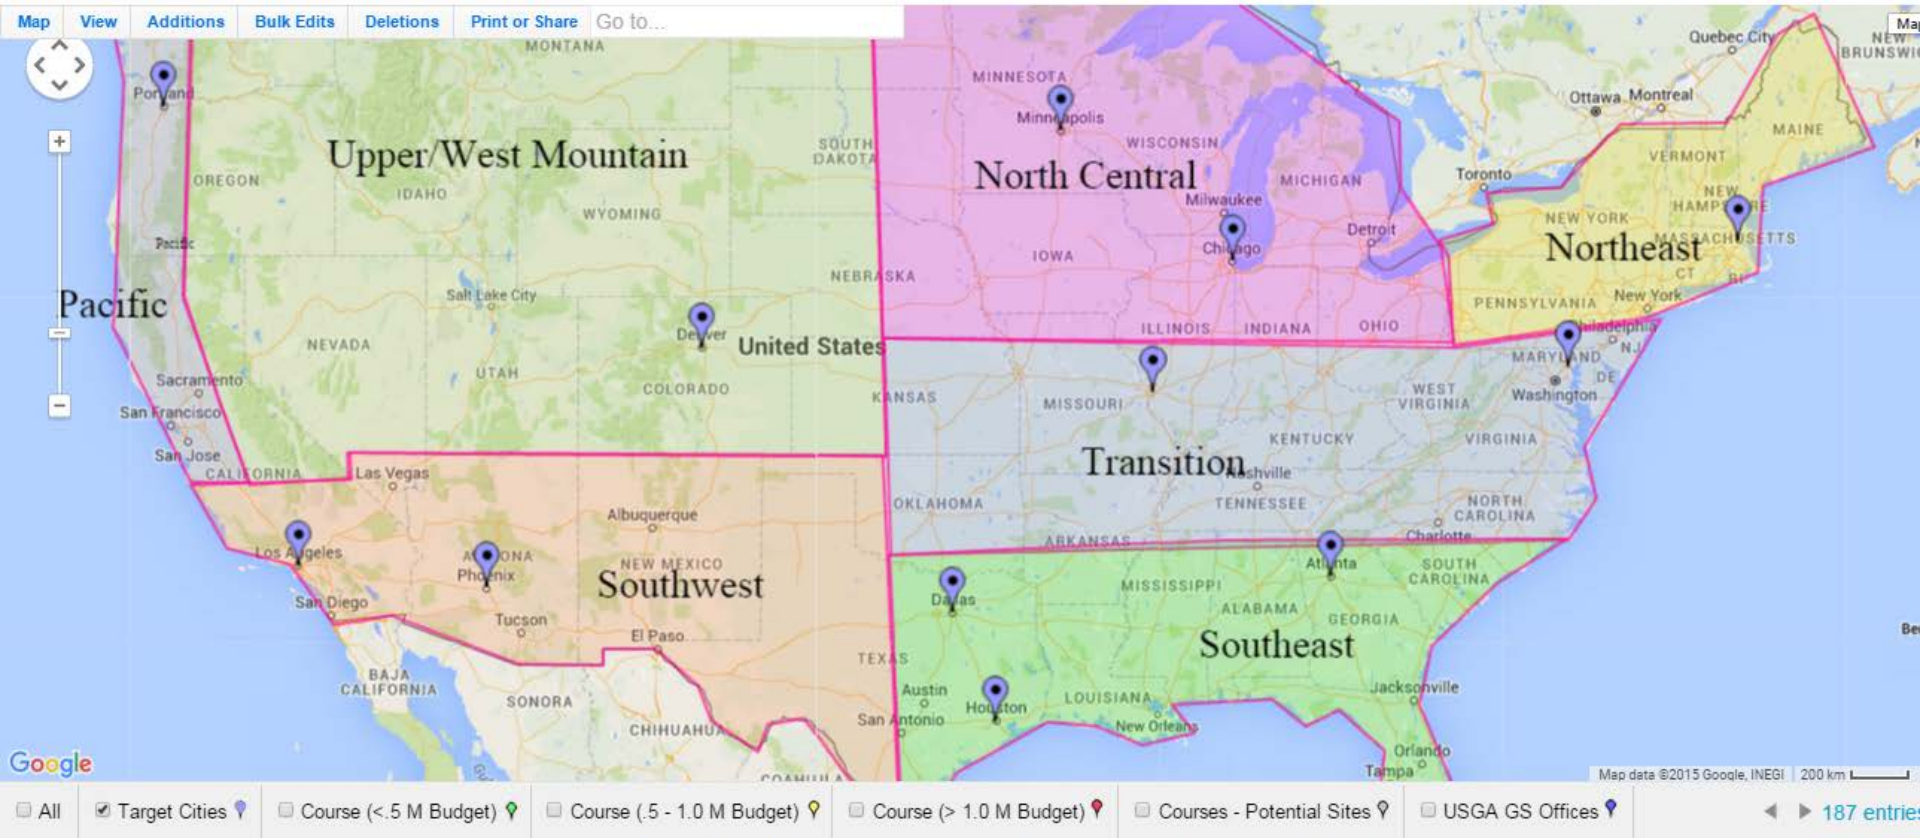 Map View Additions Bulk Edits Deletions Print or Share Go to...
MONTANA
Quebec City
NEW
BRUNSWI
MINNESOTA
Portland
Ottawa Montreal
Minneapolis
MAINE
Upper/West Mountain
SOUTH
DAKOTA
WISCONSIN
VERMONT
North Central
Toronto
OREGON
IDAHO
MICHIGAN
Milwaukee
NEW
HAMPSHIRE
WYOMING
NEW YORK
Detroit
Pacific
Chicago
IOWA
Northeast
MASSACHUSETTS
NEBRASKA
CT
RI
Pacific
Salt Lake City
PENNSYLVANIA
New York
ILLINOIS INDIANA OHIO
Philadelphia
Denver
NEVADA
United States
NJ
MARYLAND
UTAH
Sacramento
COLORADO
DE
KANSAS
MISSOURI
WEST
VIRGINIA
Washington
San Francisco
KENTUCKY
VIRGINIA
San Jose
CALIFORNIA
Las Vegas
Transition
Nashville
OKLAHOMA
TENNESSEE
NORTH
CAROLINA
Albuquerque
Charlotte
ARKANSAS
Los Angeles
ARIZONA
Phoenix
NEW MEXICO
Southwest
Atlanta
SOUTH
CAROLINA
Dallas
MISSISSIPPI
San Diego
ALABAMA
GEORGIA
Tucson
El Paso
Southeast
TEXAS
BAJA
CALIFORNIA
Austin
Jacksonville
SONORA
LOUISIANA
Houston
San Antonio
New Orleans
CHIHUAHUA
Orlando
Google
Tampa
COAHUILA
Map data ©2015 Google, INEGI 200 km
All Target Cities Course (<.5 M Budget) Course (.5 - 1.0 M Budget) Course (> 1.0 M Budget) Courses - Potential Sites USGA GS Offices 187 entries